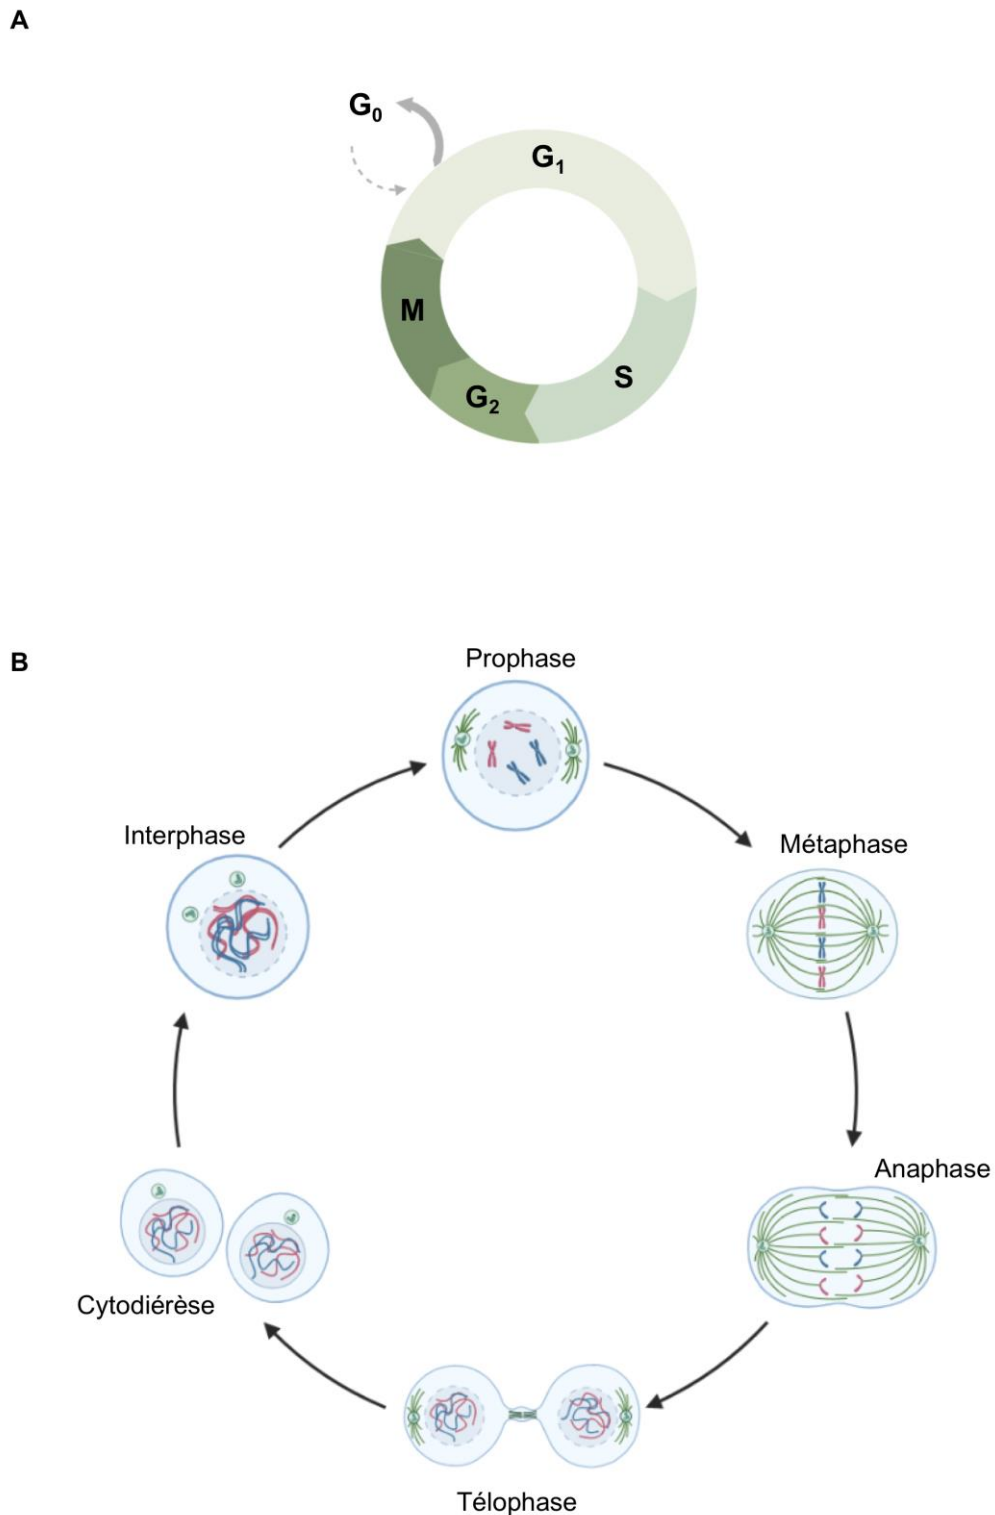 A
G₀
G₁
M
S
G₂
B
Prophase
Interphase
Métaphase
Anaphase
Cytodiérèse
Télophase